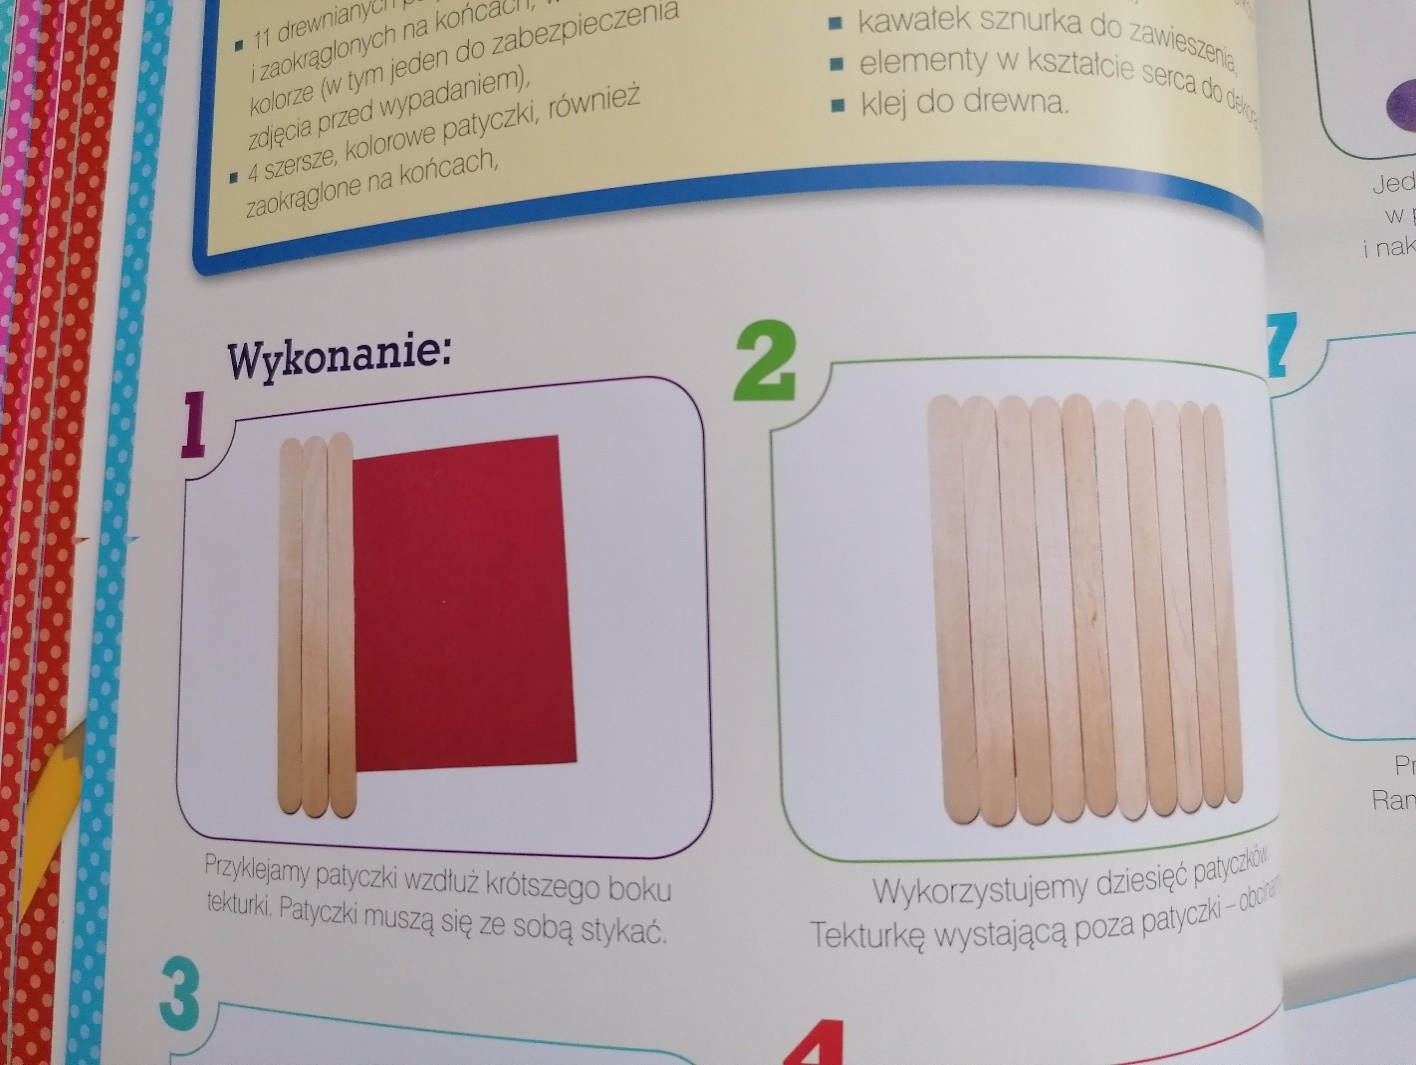 11 drewnianych
i zaokrąglonych na końcach,
kolorze (w tym jeden do zabezpieczenia
zdjęcia przed wypadaniem),
4 szersze, kolorowe patyczki, również
zaokrąglone na końcach,
kawałek sznurka do zawieszenia,
elementy w kształcie serca do
klej do drewna.
Wykonanie:
1
Przyklejamy patyczki wzdłuż krótszego boku
tekturki. Patyczki muszą się ze sobą stykać.
2
Wykorzystujemy dziesięć patyczków.
Tekturkę wystającą poza patyczki –
3
4
Jed
w
i nak
7
Pr
Ram